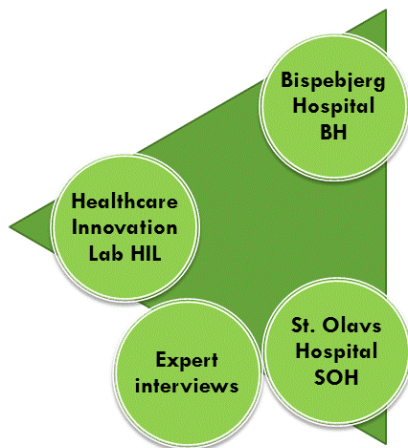 Bispebjerg
Hospital
BH
Healthcare
Innovation
Lab HIL
St. Olavs
Hospital
SOH
Expert
interviews